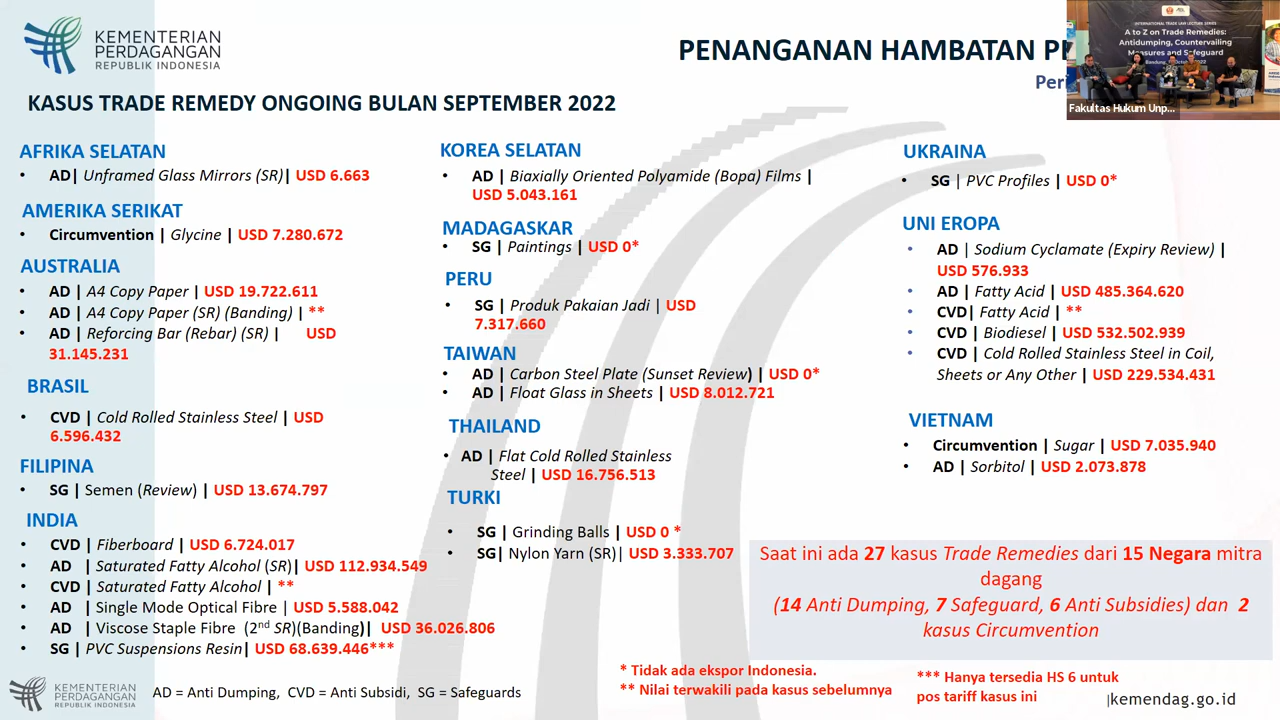 KEMENTERIAN
PERDAGANGAN
REPUBLIK INDONESIA
PENANGANAN HAMBATAN
Peri
INTERNATIONAL TRADE LAW LECTURE SERIES
A to Z on Trade Remedies:
Antidumping, Countervailing
Measures and Safeguard
Fakultas Hukum Unp...
KASUS TRADE REMEDY ONGOING BULAN SEPTEMBER 2022
AFRIKA SELATAN
• AD| Unframed Glass Mirrors (SR)| USD 6.663
AMERIKA SERIKAT
• Circumvention | Glycine | USD 7.280.672
AUSTRALIA
• AD | A4 Copy Paper | USD 19.722.611
• AD | A4 Copy Paper (SR) (Banding) | **
• AD | Reforcing Bar (Rebar) (SR) | USD
31.145.231
BRASIL
• CVD | Cold Rolled Stainless Steel | USD
6.596.432
FILIPINA
• SG | Semen (Review) | USD 13.674.797
INDIA
• CVD | Fiberboard | USD 6.724.017
• AD | Saturated Fatty Alcohol (SR)| USD 112.934.549
• CVD | Saturated Fatty Alcohol | **
• AD | Single Mode Optical Fibre | USD 5.588.042
• AD | Viscose Staple Fibre (2nd SR)(Banding)| USD 36.026.806
• SG | PVC Suspensions Resin| USD 68.639.446***
KOREA SELATAN
• AD | Biaxially Oriented Polyamide (Bopa) Films |
USD 5.043.161
MADAGASKAR
• SG | Paintings | USD 0*
PERU
• SG | Produk Pakaian Jadi | USD
7.317.660
TAIWAN
• AD | Carbon Steel Plate (Sunset Review) | USD 0*
• AD | Float Glass in Sheets | USD 8.012.721
THAILAND
• AD | Flat Cold Rolled Stainless
Steel | USD 16.756.513
TURKI
• SG | Grinding Balls | USD 0 *
• SG| Nylon Yarn (SR)| USD 3.333.707
UKRAINA
• SG | PVC Profiles | USD 0*
UNI EROPA
• AD | Sodium Cyclamate (Expiry Review) |
USD 576.933
• AD | Fatty Acid | USD 485.364.620
• CVD| Fatty Acid | **
• CVD | Biodiesel | USD 532.502.939
• CVD | Cold Rolled Stainless Steel in Coil,
Sheets or Any Other | USD 229.534.431
VIETNAM
• Circumvention | Sugar | USD 7.035.940
• AD | Sorbitol | USD 2.073.878
Saat ini ada 27 kasus Trade Remedies dari 15 Negara mitra
dagang
(14 Anti Dumping, 7 Safeguard, 6 Anti Subsidies) dan 2
kasus Circumvention
KEMENTERIAN
PERDAGANGAN
REPUBLIK INDONESIA
AD = Anti Dumping, CVD = Anti Subsidi, SG = Safeguards
* Tidak ada ekspor Indonesia.
** Nilai terwakili pada kasus sebelumnya
*** Hanya tersedia HS 6 untuk
pos tariff kasus ini
|kemendag.go.id